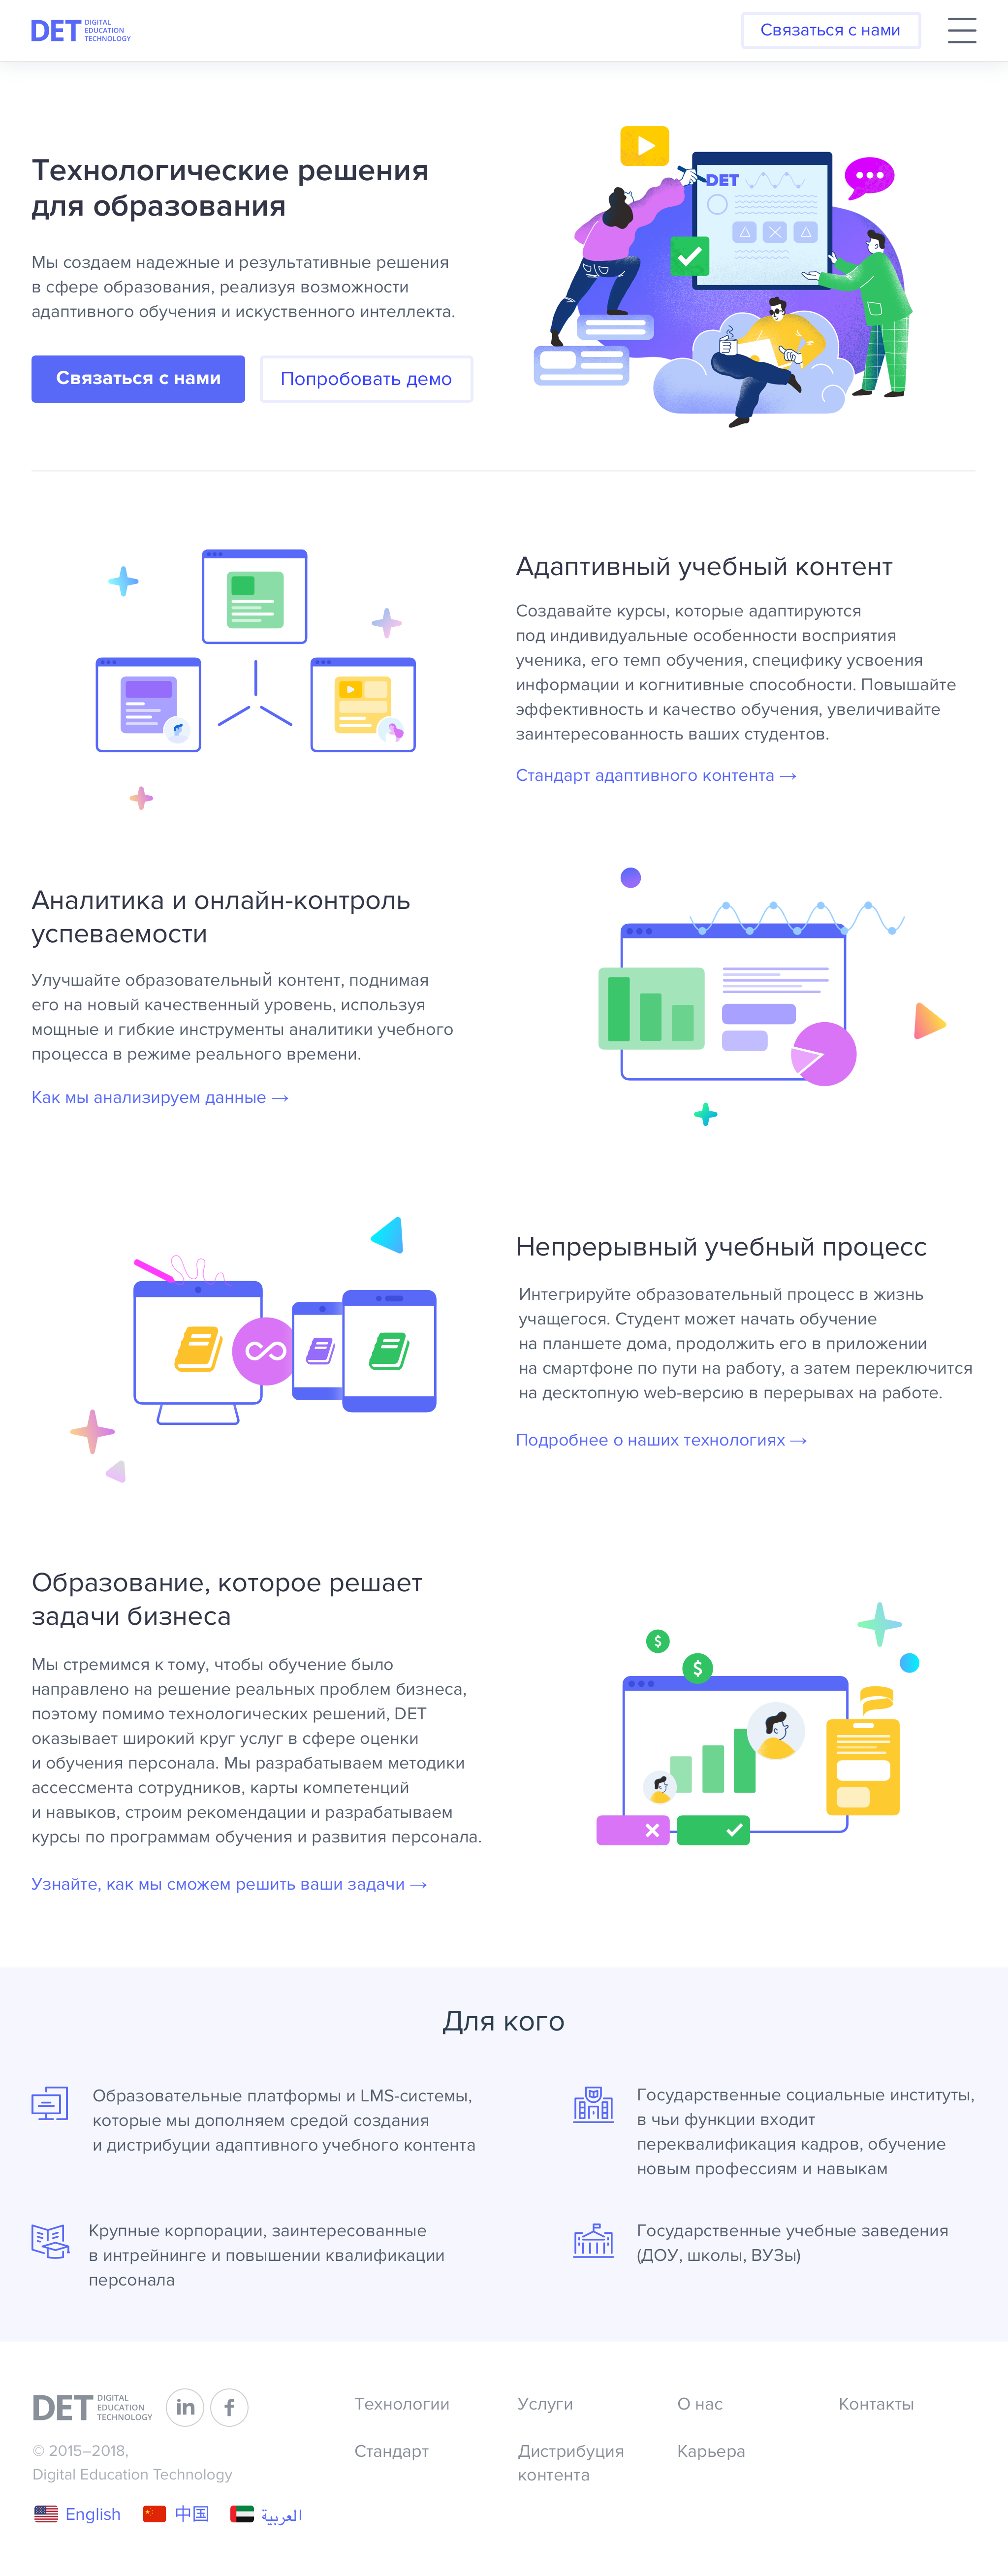 DET DIGITAL
EDUCATION
TECHNOLOGY
Связаться с нами
Технологические решения
для образования
Мы создаем надежные и результативные решения
в сфере образования, реализуя возможности
адаптивного обучения и искуственного интеллекта.
Связаться с нами
Попробовать демо
DET
Адаптивный учебный контент
Создавайте курсы, которые адаптируются
под индивидуальные особенности восприятия
ученика, его темп обучения, специфику усвоения
информации и когнитивные способности. Повышайте
эффективность и качество обучения, увеличивайте
заинтересованность ваших студентов.
Стандарт адаптивного контента →
Аналитика и онлайн-контроль
успеваемости
Улучшайте образовательный контент, поднимая
его на новый качественный уровень, используя
мощные и гибкие инструменты аналитики учебного
процесса в режиме реального времени.
Как мы анализируем данные →
Непрерывный учебный процесс
Интегрируйте образовательный процесс в жизнь
учащегося. Студент может начать обучение
на планшете дома, продолжить его в приложении
на смартфоне по пути на работу, а затем переключится
на десктопную web-версию в перерывах на работе.
Подробнее о наших технологиях →
Образование, которое решает
задачи бизнеса
Мы стремимся к тому, чтобы обучение было
направлено на решение реальных проблем бизнеса,
поэтому помимо технологических решений, DET
оказывает широкий круг услуг в сфере оценки
и обучения персонала. Мы разрабатываем методики
ассессмента сотрудников, карты компетенций
и навыков, строим рекомендации и разрабатываем
курсы по программам обучения и развития персонала.
Узнайте, как мы сможем решить ваши задачи →
$
$
Для кого
Образовательные платформы и LMS-системы,
которые мы дополняем средой создания
и дистрибуции адаптивного учебного контента
Государственные социальные институты,
в чьи функции входит
переквалификация кадров, обучение
новым профессиям и навыкам
Крупные корпорации, заинтересованные
в интрейнинге и повышении квалификации
персонала
Государственные учебные заведения
(ДОУ, школы, ВУЗы)
DET DIGITAL
EDUCATION
TECHNOLOGY
in f
© 2015–2018,
Digital Education Technology
English 中国 العربية
Технологии
Услуги
О нас
Контакты
Стандарт
Дистрибуция
контента
Карьера